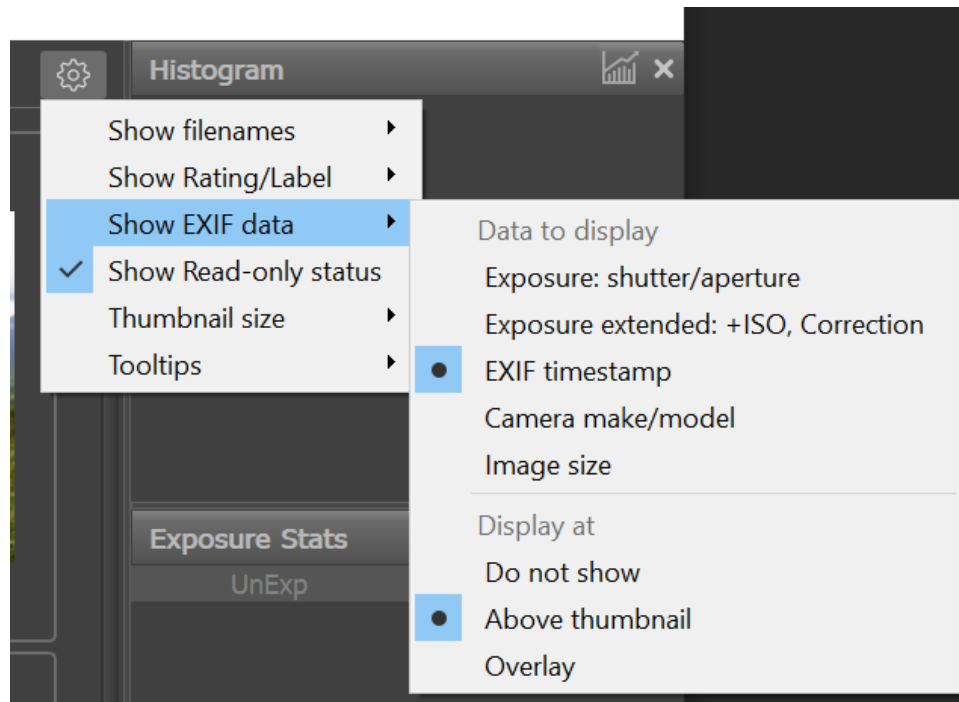 Histogram
Show filenames
Show Rating/Label
Show EXIF data
Show Read-only status
Thumbnail size
Tooltips
Data to display
Exposure: shutter/aperture
Exposure extended: +ISO, Correction
EXIF timestamp
Camera make/model
Image size
Display at
Do not show
Above thumbnail
Overlay
Exposure Stats
UnExp